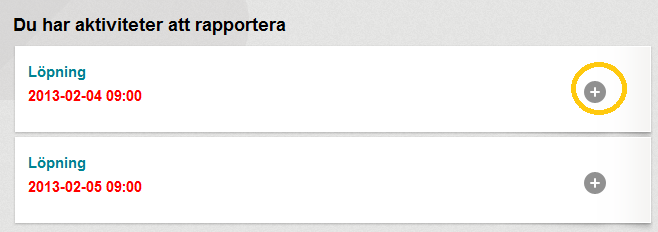 Du har aktiviteter att rapportera
Löpning
2013-02-04 09:00
Löpning
2013-02-05 09:00